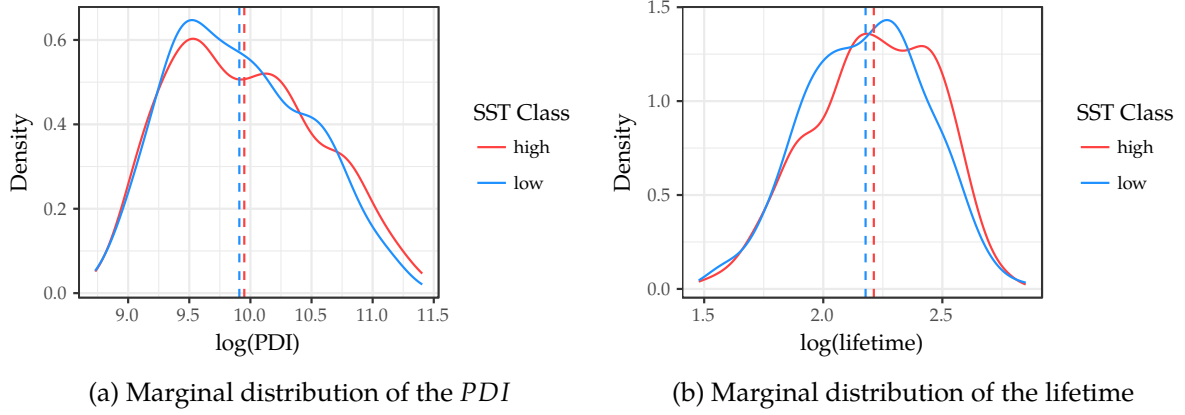 0.6
0.4
0.2
0.0
Density
9.0 9.5 10.0 10.5 11.0 11.5
log(PDI)
SST Class
high
low
(a) Marginal distribution of the PDI
1.5
1.0
0.5
0.0
Density
1.5 2.0 2.5
log(lifetime)
SST Class
high
low
(b) Marginal distribution of the lifetime